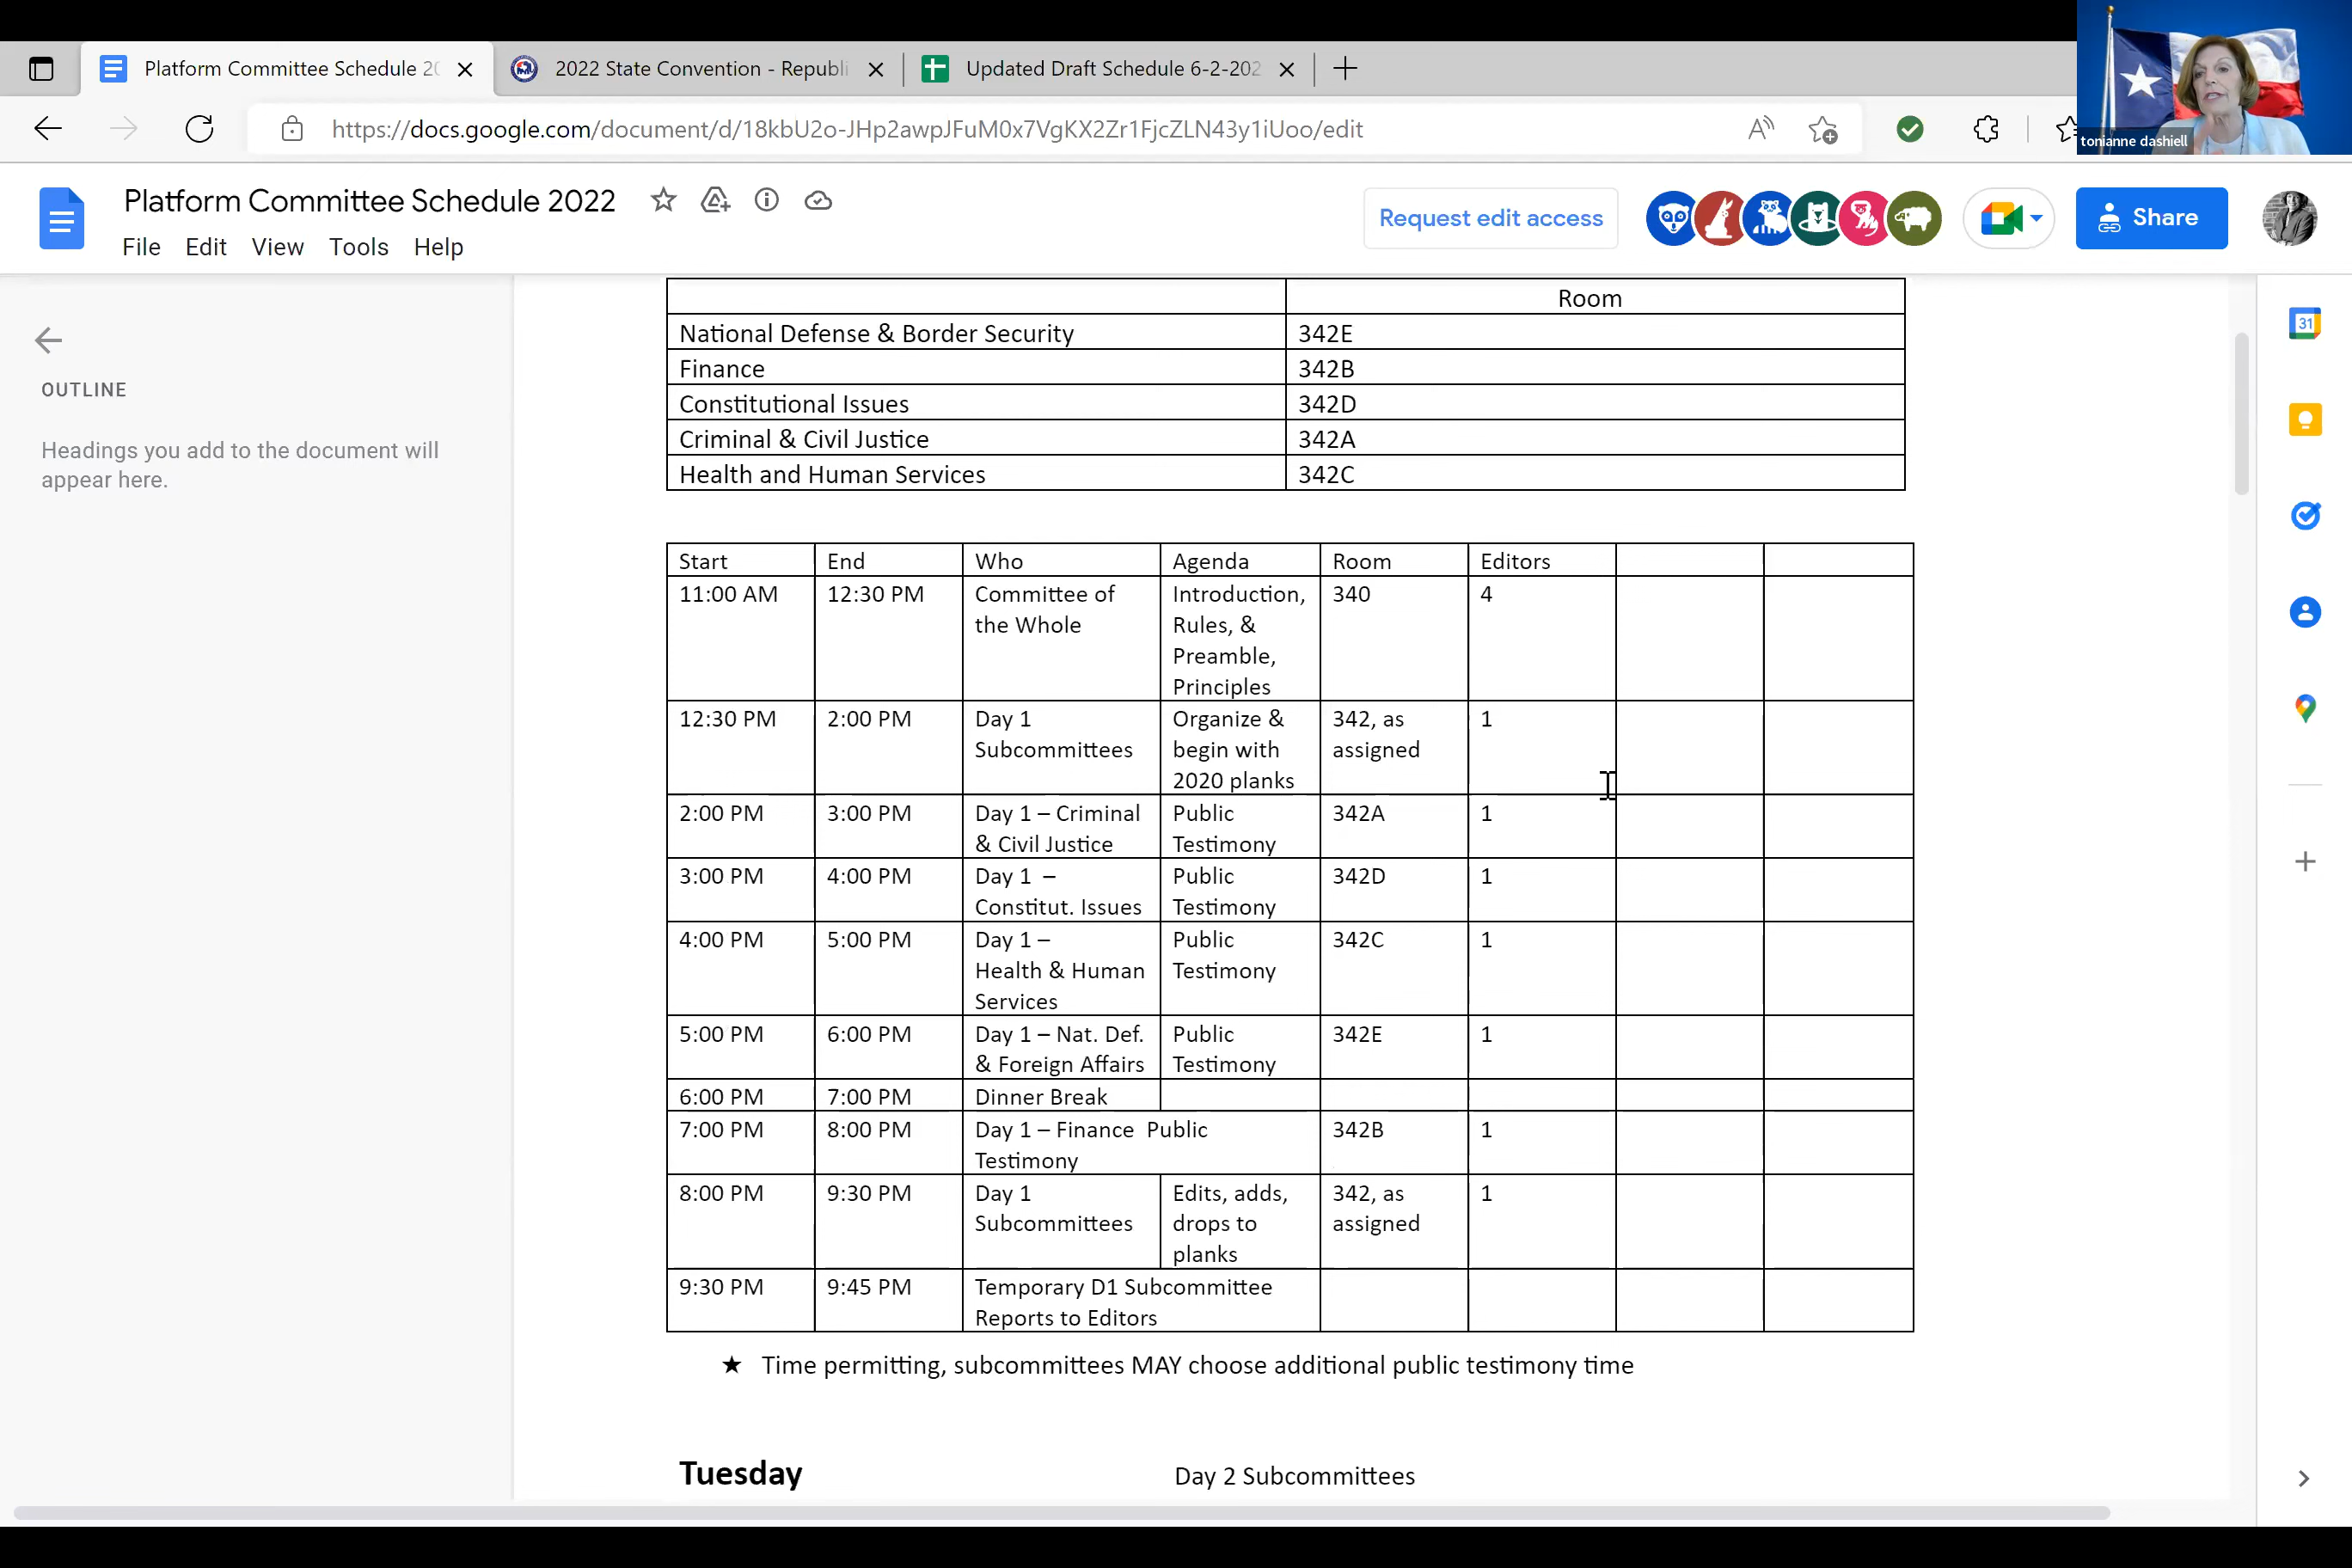 Platform Committee Schedule 20
2022 State Convention - Republi
Updated Draft Schedule 6-2-202
https://docs.google.com/document/d/18kbU2o-JHp2awpJFuM0x7VgKX2Zr1FjcZLN43y1iUoo/edit
tonianne dashiell
Platform Committee Schedule 2022
File Edit View Tools Help
Request edit access
Share
31
OUTLINE
Headings you add to the document will
appear here.
Room
National Defense & Border Security 342E
Finance 342B
Constitutional Issues 342D
Criminal & Civil Justice 342A
Health and Human Services 342C
Start End Who Agenda Room Editors
11:00 AM 12:30 PM Committee of Introduction, 340 4
the Whole Rules, &
Preamble,
Principles
12:30 PM 2:00 PM Day 1 Organize & 342, as 1
Subcommittees begin with assigned
2020 planks
2:00 PM 3:00 PM Day 1 – Criminal Public 342A 1
& Civil Justice Testimony
3:00 PM 4:00 PM Day 1 – Public 342D 1
Constitut. Issues Testimony
4:00 PM 5:00 PM Day 1 – Public 342C 1
Health & Human Testimony
Services
5:00 PM 6:00 PM Day 1 – Nat. Def. Public 342E 1
& Foreign Affairs Testimony
6:00 PM 7:00 PM Dinner Break
7:00 PM 8:00 PM Day 1 – Finance Public 342B 1
Testimony
8:00 PM 9:30 PM Day 1 Edits, adds, 342, as 1
Subcommittees drops to assigned
planks
9:30 PM 9:45 PM Temporary D1 Subcommittee
Reports to Editors
★ Time permitting, subcommittees MAY choose additional public testimony time
Tuesday Day 2 Subcommittees